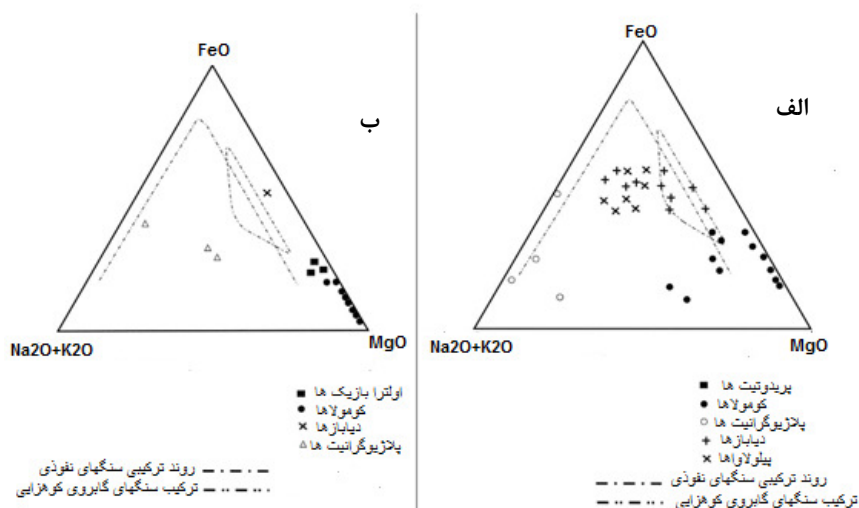 FeO
الف
Na2O+K2O
MgO
پریدوتیت ها
کومولاها
پلاژیوگرانیت ها
دیابازها
پیلولاواها
روند ترکیبی سنگهای نفوذی
ترکیب سنگهای گابروی کوهزایی
FeO
ب
Na2O+K2O
MgO
اولترا بازیک ها
کومولاها
دیابازها
پلاژیوگرانیت ها
روند ترکیبی سنگهای نفوذی
ترکیب سنگهای گابروی کوهزایی